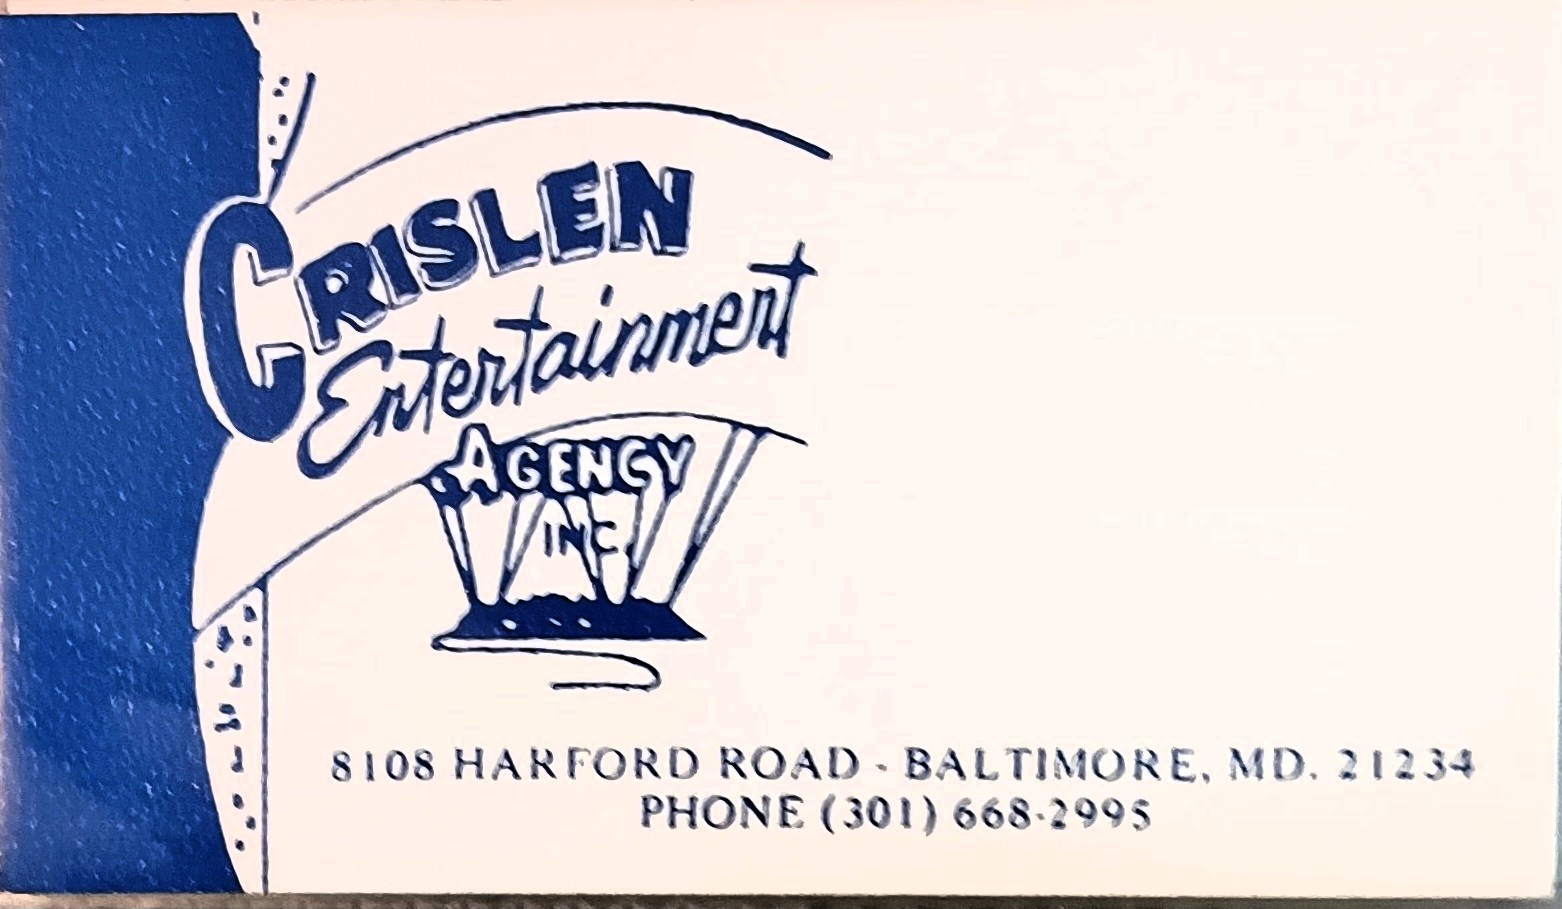 CRISLEN
Entertainment
AGENCY
INC.
8108 HARFORD ROAD - BALTIMORE, MD. 21234
PHONE (301) 668-2995